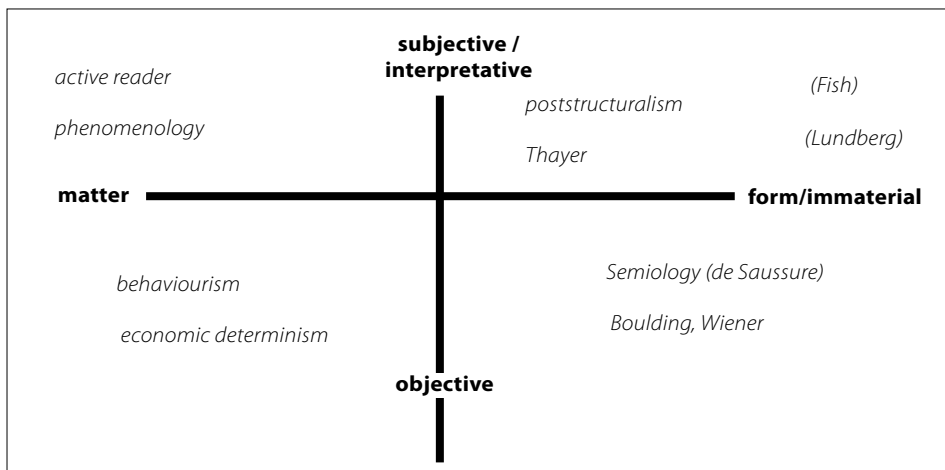 subjective /
interpretative
active reader
phenomenology
poststructuralism
Thayer
(Fish)
(Lundberg)
matter
form/immaterial
behaviourism
economic determinism
Semiology (de Saussure)
Boulding, Wiener
objective